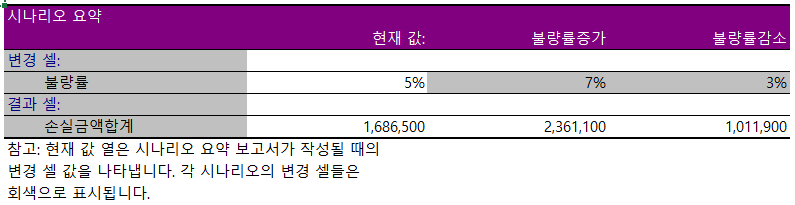 시나리오 요약
현재 값: 불량률증가 불량률감소
변경 셀:
불량률 5% 7% 3%
결과 셀:
손실금액합계 1,686,500 2,361,100 1,011,900
참고: 현재 값 열은 시나리오 요약 보고서가 작성될 때의
변경 셀 값을 나타냅니다. 각 시나리오의 변경 셀들은
회색으로 표시됩니다.